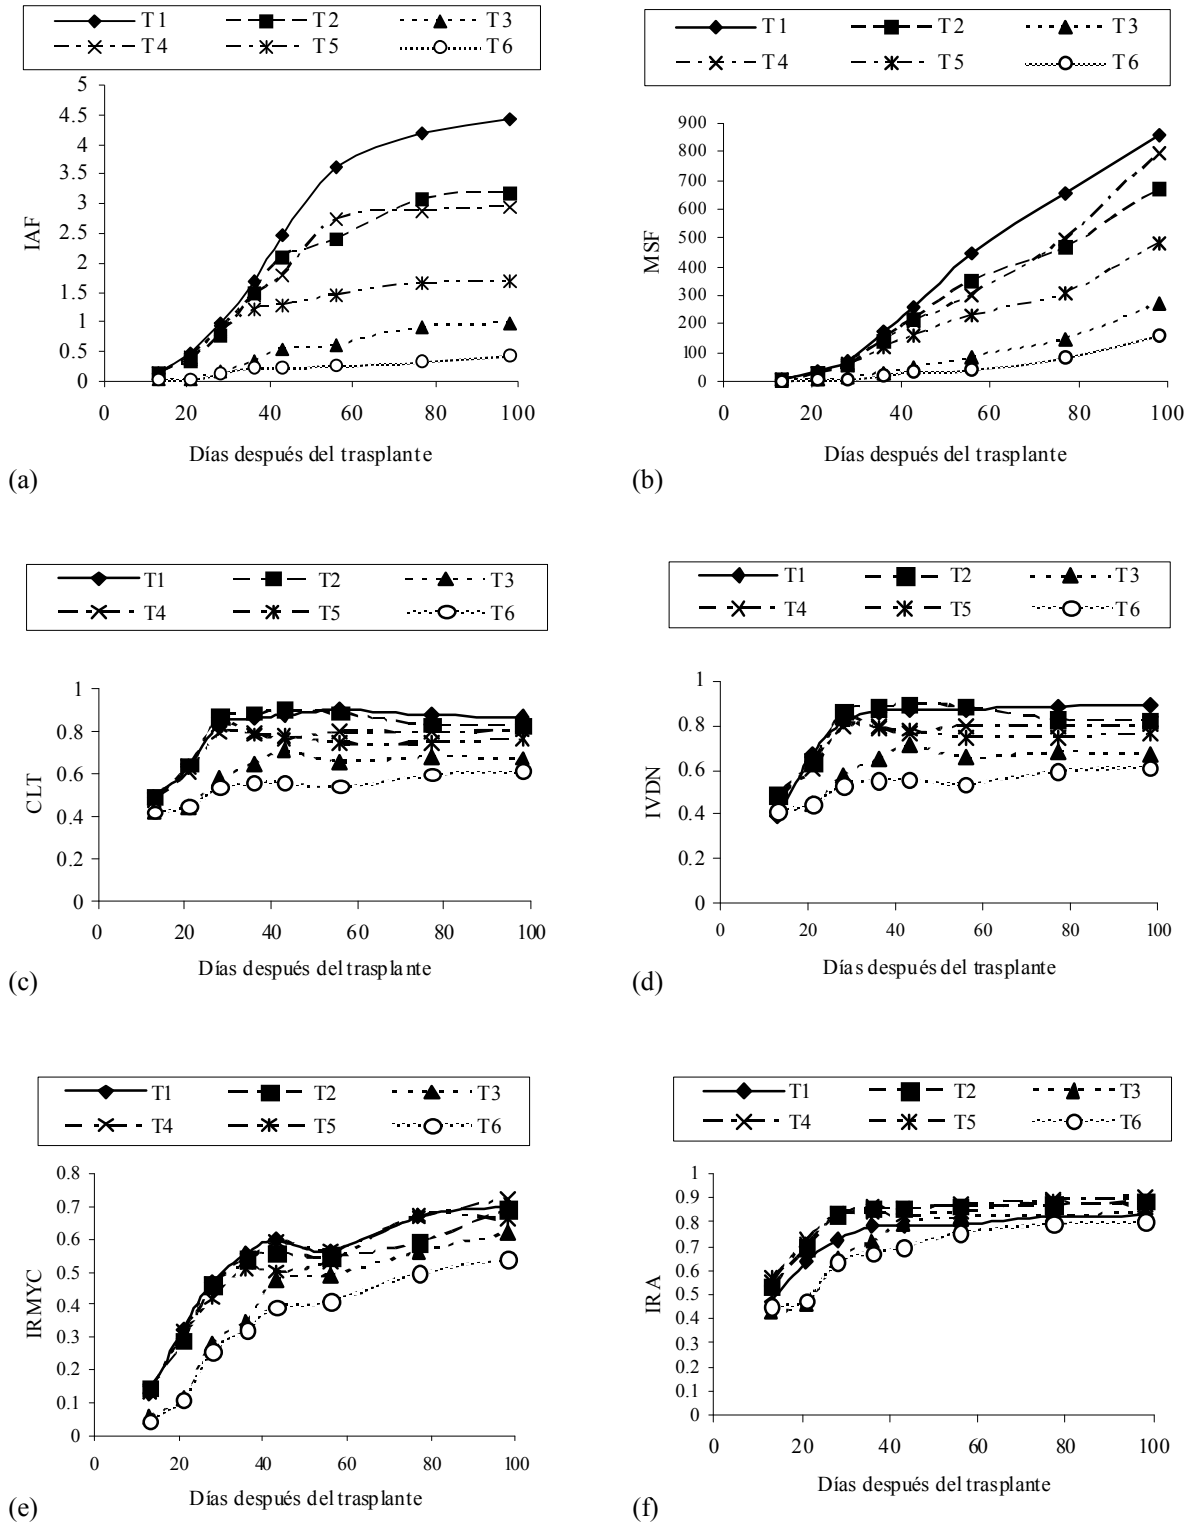 T1 T2 T3
T4 T5 T6
5
4.5
4
3.5
3
2.5
2
1.5
1
0.5
0
IAF
0 20 40 60 80 100
Días después del trasplante
(a)
T1 T2 T3
T4 T5 T6
900
800
700
600
500
400
300
200
100
0
MSF
0 20 40 60 80 100
Días después del trasplante
(b)
T1 T2 T3
T4 T5 T6
1
0.8
0.6
0.4
0.2
0
CLT
0 20 40 60 80 100
Días después del trasplante
(c)
T1 T2 T3
T4 T5 T6
1
0.8
0.6
0.4
0.2
0
IVDN
0 20 40 60 80 100
Días después del trasplante
(d)
T1 T2 T3
T4 T5 T6
0.8
0.7
0.6
0.5
0.4
0.3
0.2
0.1
0
IRMYC
0 20 40 60 80 100
Días después del trasplante
(e)
T1 T2 T3
T4 T5 T6
1
0.9
0.8
0.7
0.6
0.5
0.4
0.3
0.2
0.1
0
IRA
0 20 40 60 80 100
Días después del trasplante
(f)